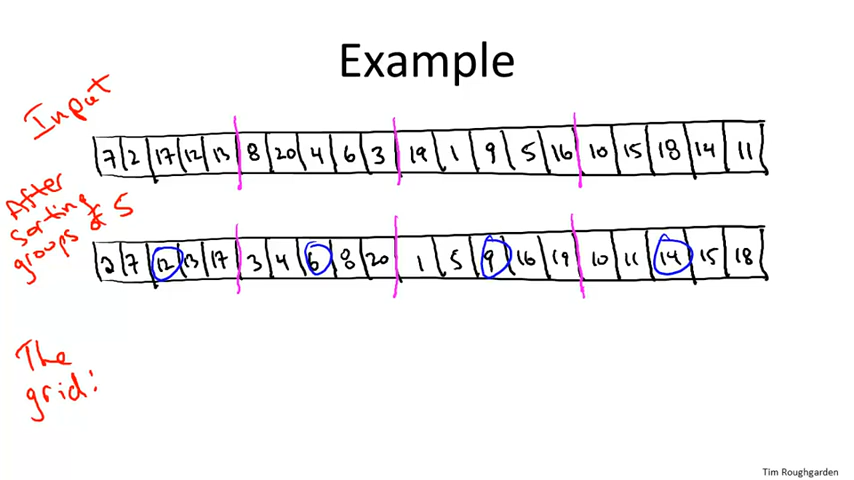 Example
Input
7 2 17 12 13 8 20 4 6 3 19 1 9 5 16 10 15 18 14 11
After
sorting
groups of 5
2 7 12 13 17 3 4 6 8 20 1 5 9 16 19 10 11 14 15 18
The
grid:
Tim Roughgarden